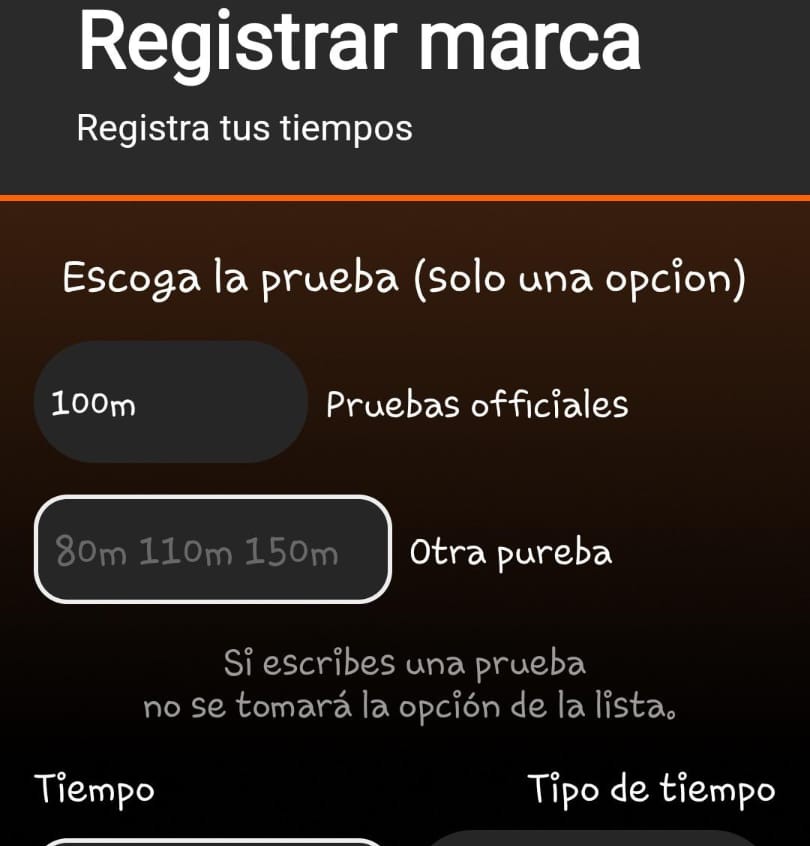 Registrar marca
Registra tus tiempos
Escoga la prueba (solo una opcion)
100m Pruebas officiales
80m 110m 150m Otra pureba
Si escribes una prueba
no se tomará la opción de la lista.
Tiempo Tipo de tiempo